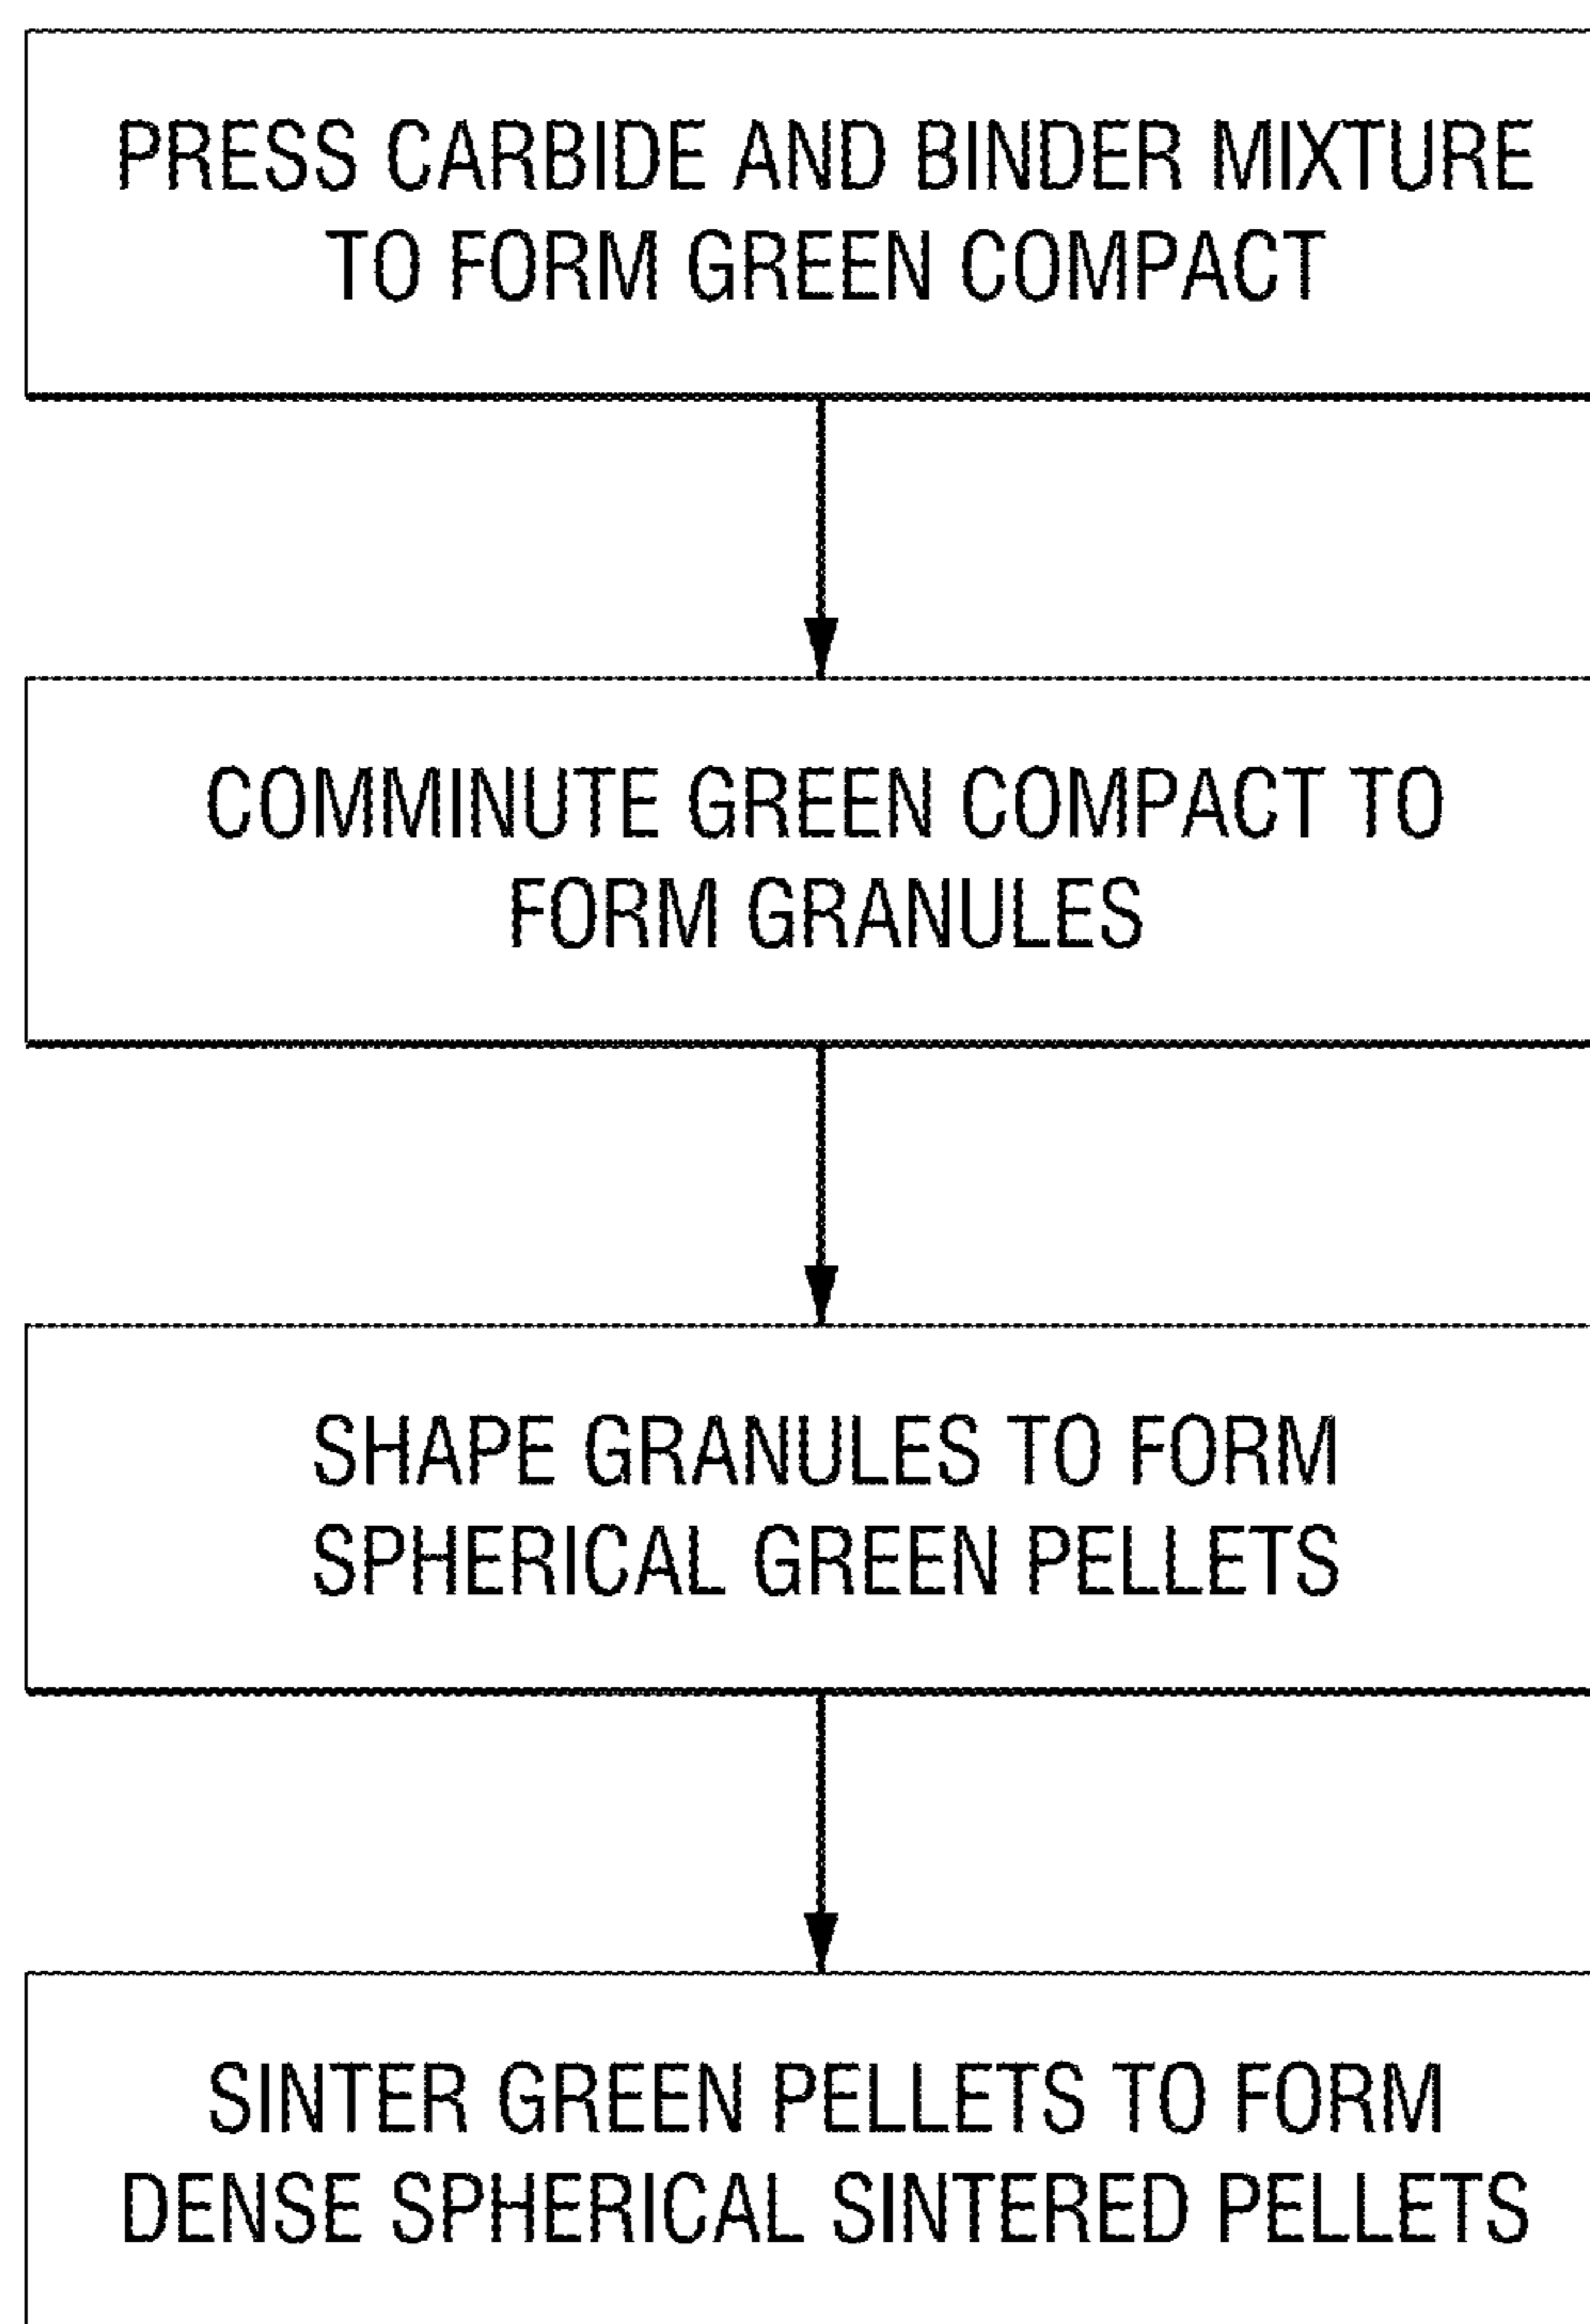 PRESS CARBIDE AND BINDER MIXTURE
TO FORM GREEN COMPACT
COMMINUTE GREEN COMPACT TO
FORM GRANULES
SHAPE GRANULES TO FORM
SPHERICAL GREEN PELLETS
SINTER GREEN PELLETS TO FORM
DENSE SPHERICAL SINTERED PELLETS